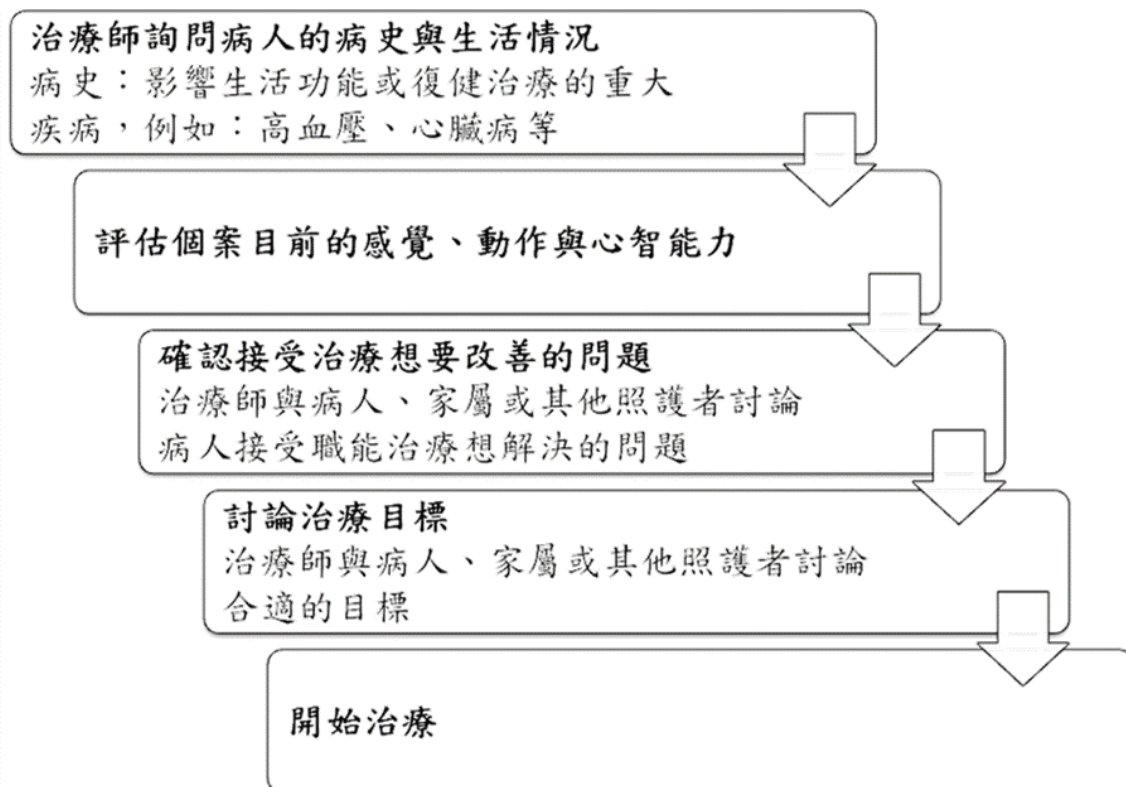 治療師詢問病人的病史與生活情況
病史：影響生活功能或復健治療的重大
疾病，例如：高血壓、心臟病等
評估個案目前的感覺、動作與心智能力
確認接受治療想要改善的問題
治療師與病人、家屬或其他照護者討論
病人接受職能治療想解決的問題
討論治療目標
治療師與病人、家屬或其他照護者討論
合適的目標
開始治療